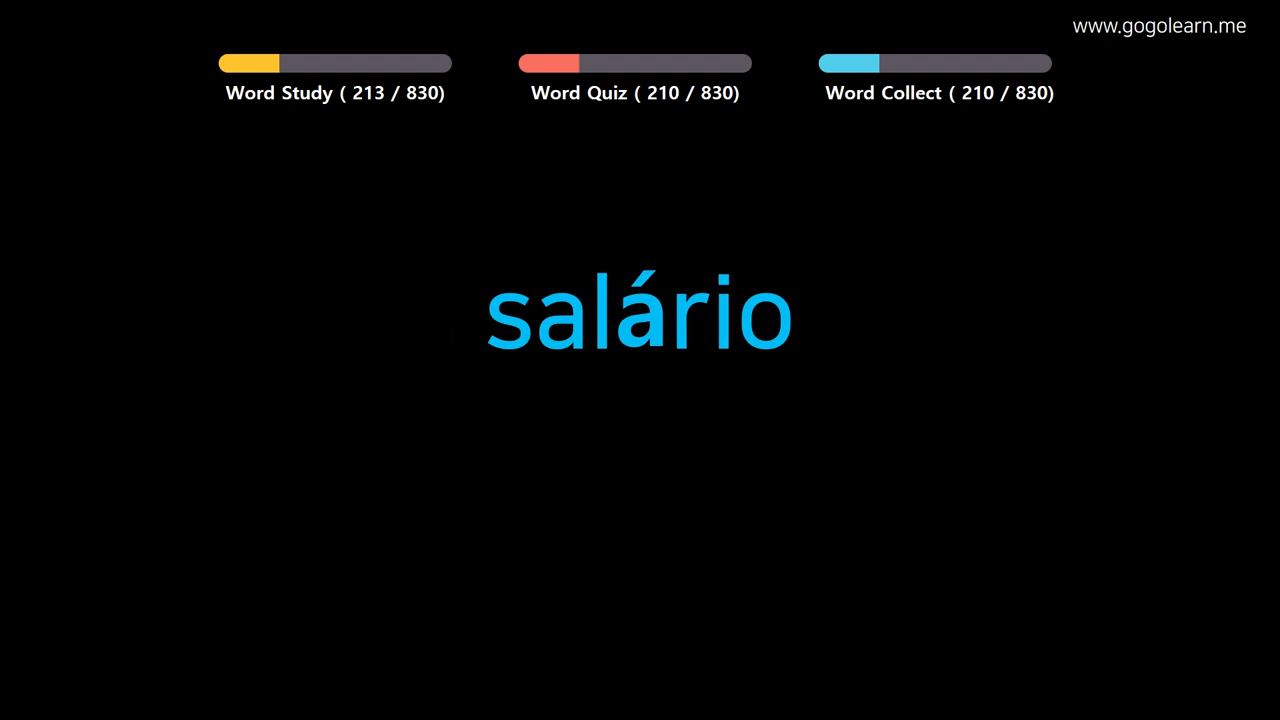 www.gogolearn.me
Word Study ( 213 / 830)
Word Quiz ( 210 / 830)
Word Collect ( 210 / 830)
salário